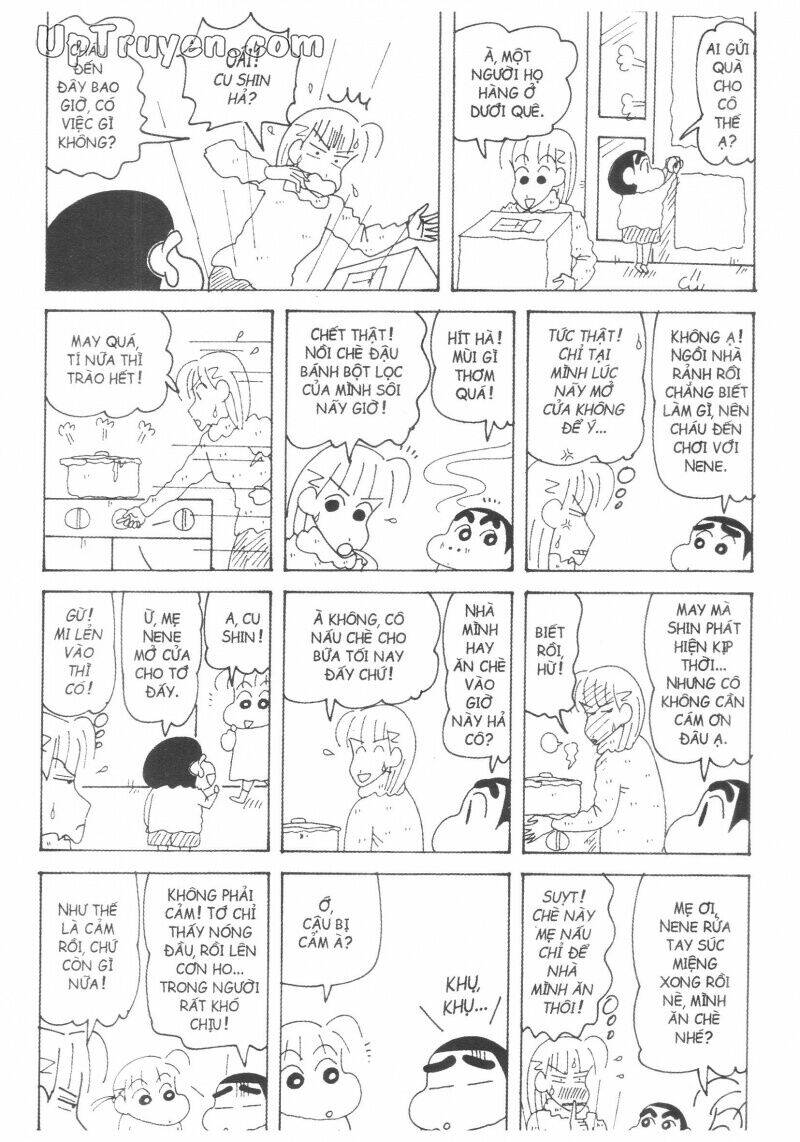 UpTruyen.com
AI GỬI
QUÀ
CHO
CÔ
THẾ
Ạ?
À, MỘT
NGƯỜI HỌ
HÀNG Ở
DƯỚI QUÊ.
OÁI!
CU SHIN
HẢ?
ĐẾN
ĐÂY BAO
GIỜ, CÓ
VIỆC GÌ
KHÔNG?
KHÔNG Ạ!
NGỒI NHÀ
RẢNH RỖI
CHẲNG BIẾT
LÀM GÌ, NÊN
CHÁU ĐẾN
CHƠI VỚI
NENE.
TỨC THẬT!
CHỈ TẠI
MÌNH LÚC
NÃY MỞ
CỬA KHÔNG
ĐỂ Ý...
HÍT HÀ!
MÙI GÌ
THƠM
QUÁ!
CHẾT THẬT!
NỒI CHÈ ĐẬU
BÁNH BỘT LỌC
CỦA MÌNH SÔI
NÃY GIỜ!
MAY QUÁ,
TÍ NỮA THÌ
TRÀO HẾT!
MAY MÀ
SHIN PHÁT
HIỆN KỊP
THỜI...
NHƯNG CÔ
KHÔNG CẦN
CÁM ƠN
ĐÂU Ạ.
BIẾT
RỒI,
HỪ!
NHÀ
MÌNH
HAY
ĂN CHÈ
VÀO
GIỜ
NÀY HẢ
CÔ?
À KHÔNG, CÔ
NẤU CHÈ CHO
BỮA TỐI NAY
ĐẤY CHỨ!
A, CU
SHIN!
Ừ, MẸ
NENE
MỞ CỬA
CHO TỚ
ĐẤY.
GỪ!
MI LẺN
VÀO
THÌ
CÓ!
MẸ ƠI,
NENE RỬA
TAY SÚC
MIỆNG
XONG RỒI
NÈ, MÌNH
ĂN CHÈ
NHÉ?
SUỴT!
CHÈ NÀY
MẸ NẤU
CHỈ ĐỂ
NHÀ
MÌNH ĂN
THÔI!
KHỤ,
KHỤ...
Ớ,
CẬU BỊ
CẢM À?
KHÔNG PHẢI
CẢM! TỚ CHỈ
THẤY NÓNG
ĐẦU, RỒI LÊN
CƠN HO...
TRONG NGƯỜI
RẤT KHÓ
CHỊU!
NHƯ THẾ
LÀ CẢM
RỒI, CHỨ
CÒN GÌ
NỮA!